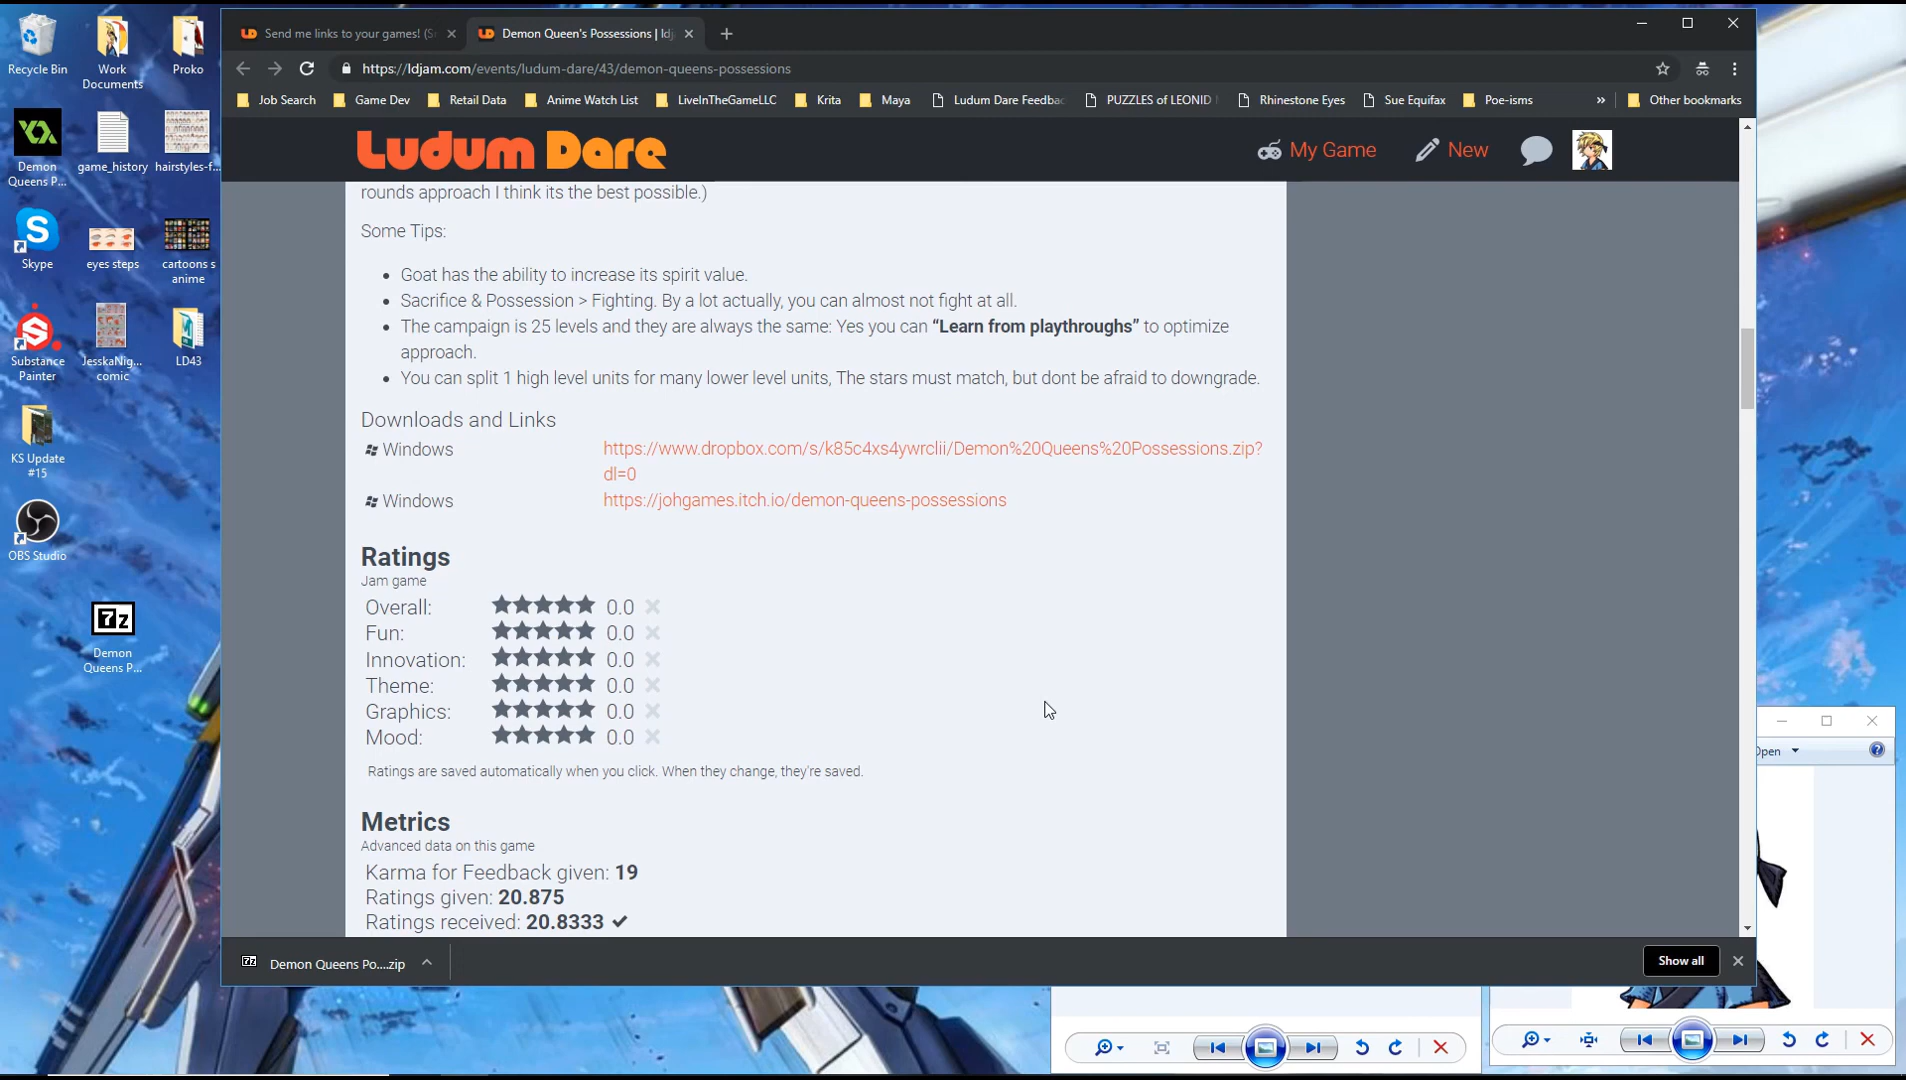 Recycle Bin
Work
Documents
Proko
Demon
Queens P...
game_history
hairstyles-f...
Skype
eyes steps
cartoons s
anime
Substance
Painter
JesskaNig...
comic
LD43
KS Update
#15
OBS Studio
7z
Demon
Queens P...
Send me links to your games! (S
Demon Queen's Possessions | ld
https://ldjam.com/events/ludum-dare/43/demon-queens-possessions
Job Search
Game Dev
Retail Data
Anime Watch List
LiveInTheGameLLC
Krita
Maya
Ludum Dare Feedba
PUZZLES of LEONID
Rhinestone Eyes
Sue Equifax
Poe-isms
»
Other bookmarks
Ludum Dare
My Game
New
rounds approach I think its the best possible.)
Some Tips:
• Goat has the ability to increase its spirit value.
• Sacrifice & Possession > Fighting. By a lot actually, you can almost not fight at all.
• The campaign is 25 levels and they are always the same: Yes you can “Learn from playthroughs” to optimize
approach.
• You can split 1 high level units for many lower level units, The stars must match, but dont be afraid to downgrade.
Downloads and Links
Windows https://www.dropbox.com/s/k85c4xs4ywrclii/Demon%20Queens%20Possessions.zip?
dl=0
Windows https://johgames.itch.io/demon-queens-possessions
Ratings
Jam game
Overall: ★★★★★ 0.0 ×
Fun: ★★★★★ 0.0 ×
Innovation: ★★★★★ 0.0 ×
Theme: ★★★★★ 0.0 ×
Graphics: ★★★★★ 0.0 ×
Mood: ★★★★★ 0.0 ×
Ratings are saved automatically when you click. When they change, they're saved.
Metrics
Advanced data on this game
Karma for Feedback given: 19
Ratings given: 20.875
Ratings received: 20.8333 ✔
Demon Queens Po....zip
Show all
Open